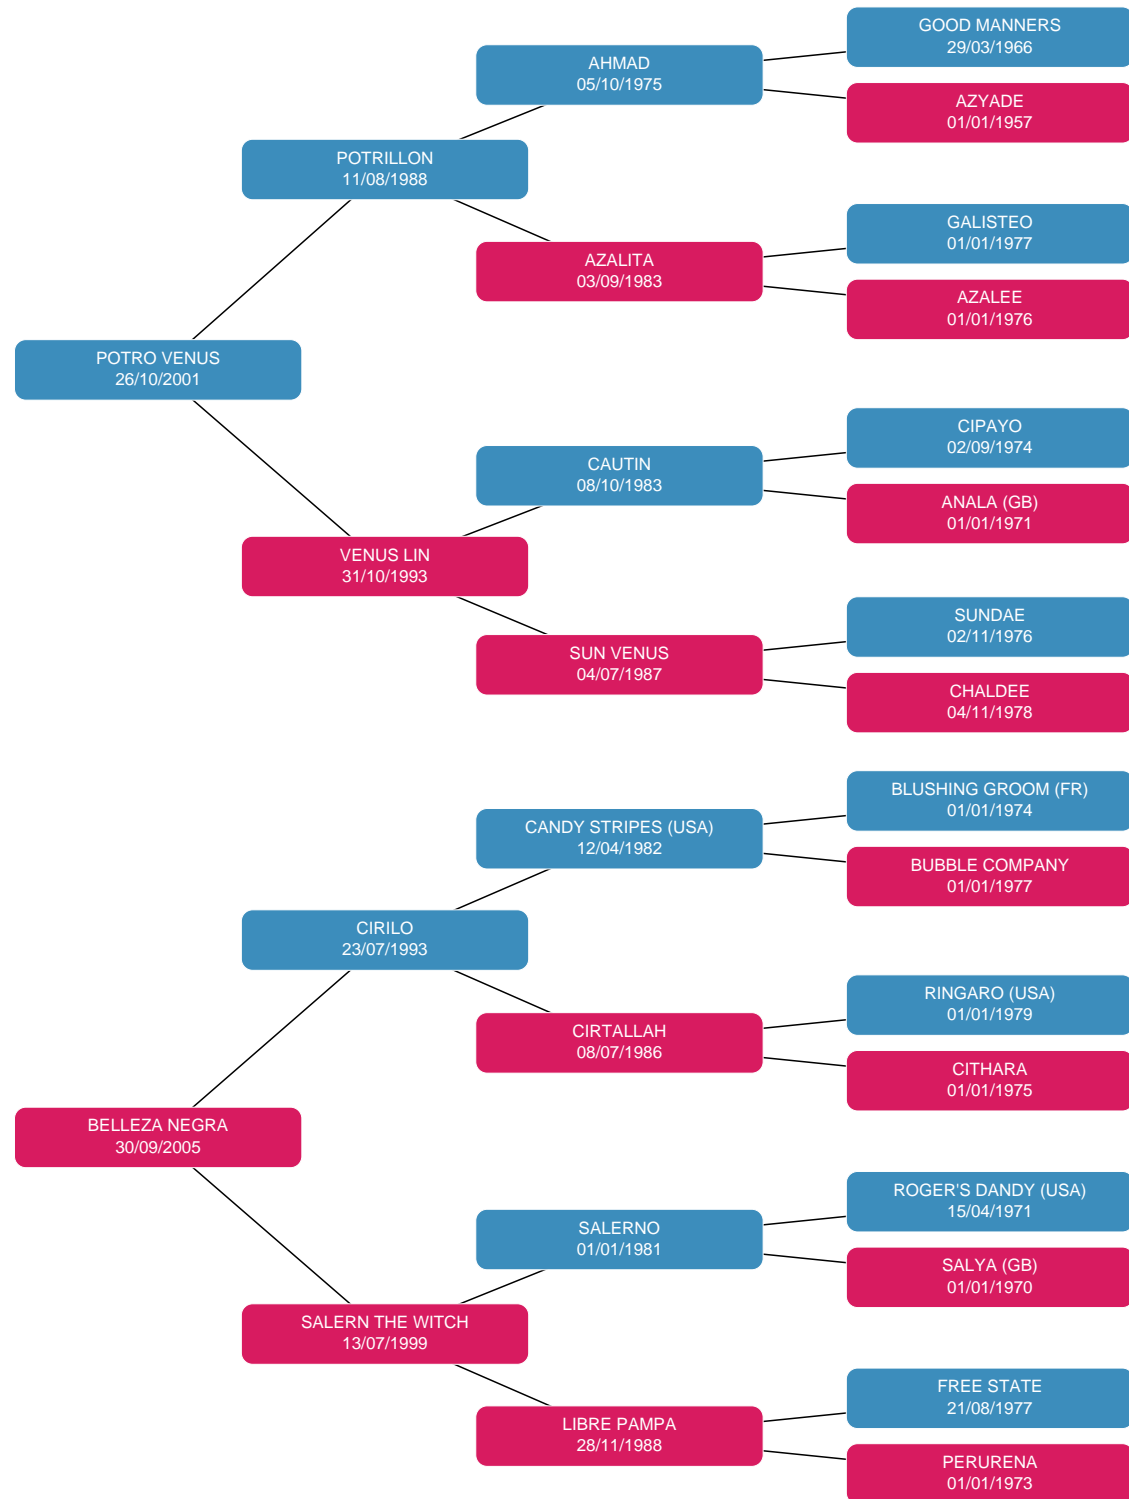 GOOD MANNERS
29/03/1966
AHMAD
05/10/1975
AZYADE
01/01/1957
POTRILLON
11/08/1988
GALISTEO
01/01/1977
AZALITA
03/09/1983
AZALEE
01/01/1976
POTRO VENUS
26/10/2001
CIPAYO
02/09/1974
CAUTIN
08/10/1983
ANALA (GB)
01/01/1971
VENUS LIN
31/10/1993
SUNDAE
02/11/1976
SUN VENUS
04/07/1987
CHALDEE
04/11/1978
BLUSHING GROOM (FR)
01/01/1974
CANDY STRIPES (USA)
12/04/1982
BUBBLE COMPANY
01/01/1977
CIRILO
23/07/1993
RINGARO (USA)
01/01/1979
CIRTALLAH
08/07/1986
CITHARA
01/01/1975
BELLEZA NEGRA
30/09/2005
ROGER'S DANDY (USA)
15/04/1971
SALERNO
01/01/1981
SALYA (GB)
01/01/1970
SALERN THE WITCH
13/07/1999
FREE STATE
21/08/1977
LIBRE PAMPA
28/11/1988
PERURENA
01/01/1973